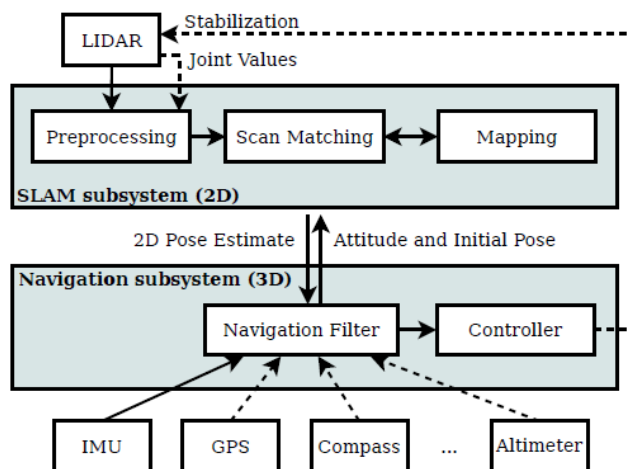 Stabilization
LIDAR
Joint Values
Preprocessing
Scan Matching
Mapping
SLAM subsystem (2D)
2D Pose Estimate
Attitude and Initial Pose
Navigation subsystem (3D)
Navigation Filter
Controller
IMU
GPS
Compass
...
Altimeter